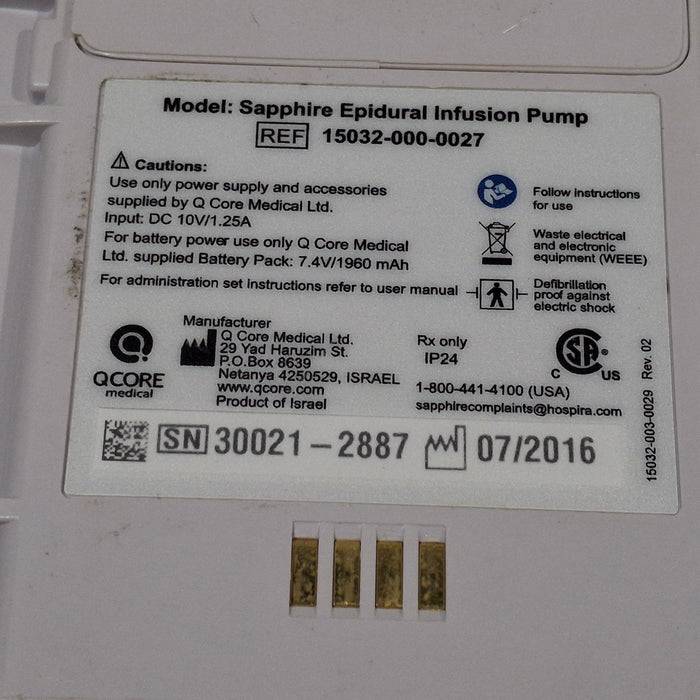 Model: Sapphire Epidural Infusion Pump
REF 15032-000-0027
Cautions:
Use only power supply and accessories
supplied by Q Core Medical Ltd.
Input: DC 10V/1.25A
For battery power use only Q Core Medical
Ltd. supplied Battery Pack: 7.4V/1960 mAh
For administration set instructions refer to user manual
Follow instructions
for use
Waste electrical
and electronic
equipment (WEEE)
Defibrillation
proof against
electric shock
QCORE
medical
Manufacturer
Q Core Medical Ltd.
29 Yad Haruzim St.
P.O.Box 8639
Netanya 4250529, ISRAEL
www.qcore.com
Product of Israel
Rx only
IP24
C SA ® US
1-800-441-4100 (USA)
sapphirecomplaints@hospira.com
SN 30021-2887 07/2016
15032-003-0029 Rev. 02